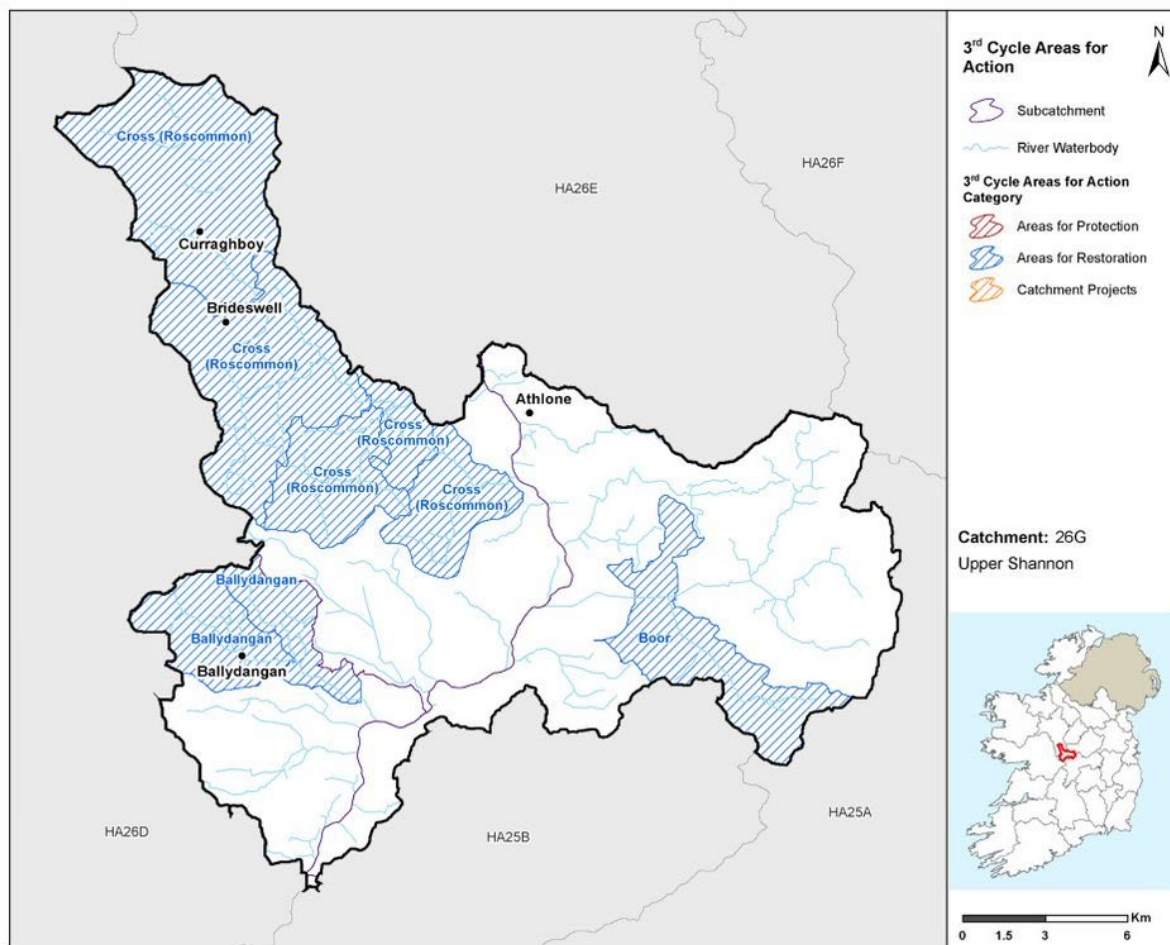 Cross (Roscommon)
Curraghboy
Brideswell
Cross
(Roscommon)
Cross
(Roscommon)
Cross
(Roscommon)
Cross
(Roscommon)
Athlone
Ballydangan
Ballydangan
Ballydangan
Boor
HA26F
HA26E
HA26D
HA25B
HA25A
3rd Cycle Areas for
Action
N
Subcatchment
River Waterbody
3rd Cycle Areas for Action
Category
Areas for Protection
Areas for Restoration
Catchment Projects
Catchment: 26G
Upper Shannon
Km
0 1.5 3 6